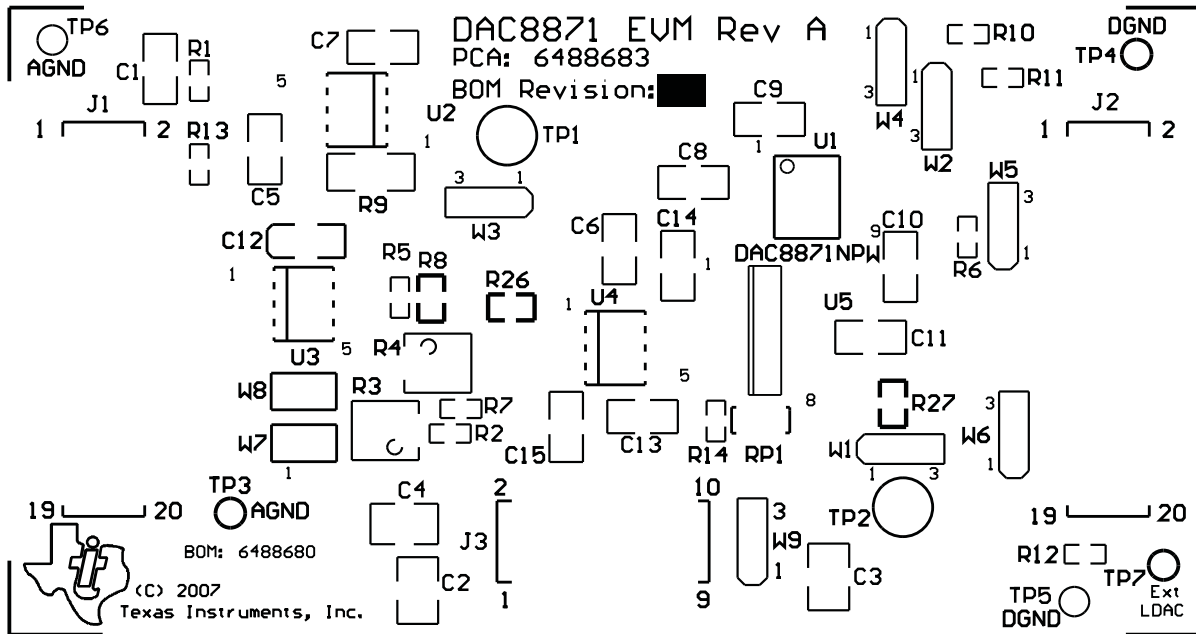 DAC8871 EVM Rev A
PCA: 6488683
BOM Revision:
TP6
AGND
C1
R1
C7
5
U2
1
TP1
C9
1
U1
1
W4
3
1
W2
3
R10
DGND
TP4
R11
J1
1 2
R13
C5
R9
3 1
W3
C8
J2
1 2
W5
3
1
C12
1
R5
R8
R26
C6
C14
1
DAC8871NPW
9
C10
R6
U3
5
R4
1
U4
5
U5
C11
W8
R3
R7
R2
W7
1
C15
C13
R14
8
RP1
R27
W1
1 3
3
W6
1
TP3
AGND
19 20
C4
2
J3
1
10
9
3
W9
1
TP2
C3
19 20
R12
TP7
Ext
LDAC
TP5
DGND
BOM: 6488680
C2
(C) 2007
Texas Instruments, Inc.